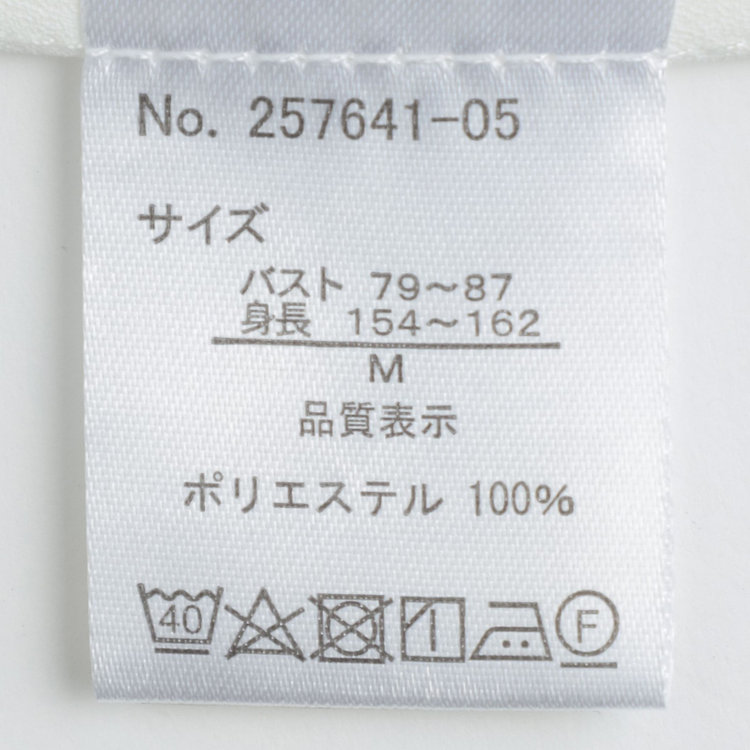 No. 257641-05
サイズ
バスト 79～87
身長 154～162
M
品質表示
ポリエステル 100%
40 F